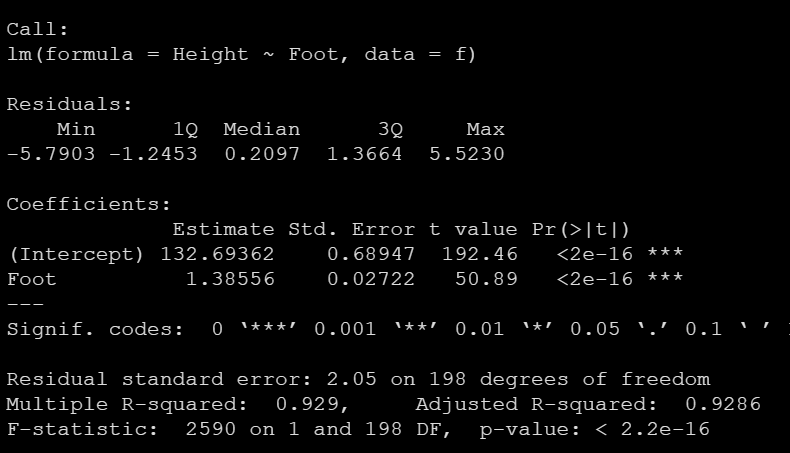 Call:
lm(formula = Height ~ Foot, data = f)
Residuals:
    Min      1Q  Median      3Q     Max
-5.7903 -1.2453  0.2097  1.3664  5.5230
Coefficients:
             Estimate Std. Error t value Pr(>|t|)
(Intercept) 132.69362    0.68947  192.46   <2e-16 ***
Foot          1.38556    0.02722   50.89   <2e-16 ***
---
Signif. codes:  0 ‘***’ 0.001 ‘**’ 0.01 ‘*’ 0.05 ‘.’ 0.1 ‘ ’
Residual standard error: 2.05 on 198 degrees of freedom
Multiple R-squared:  0.929,     Adjusted R-squared:  0.9286
F-statistic:  2590 on 1 and 198 DF,  p-value: < 2.2e-16